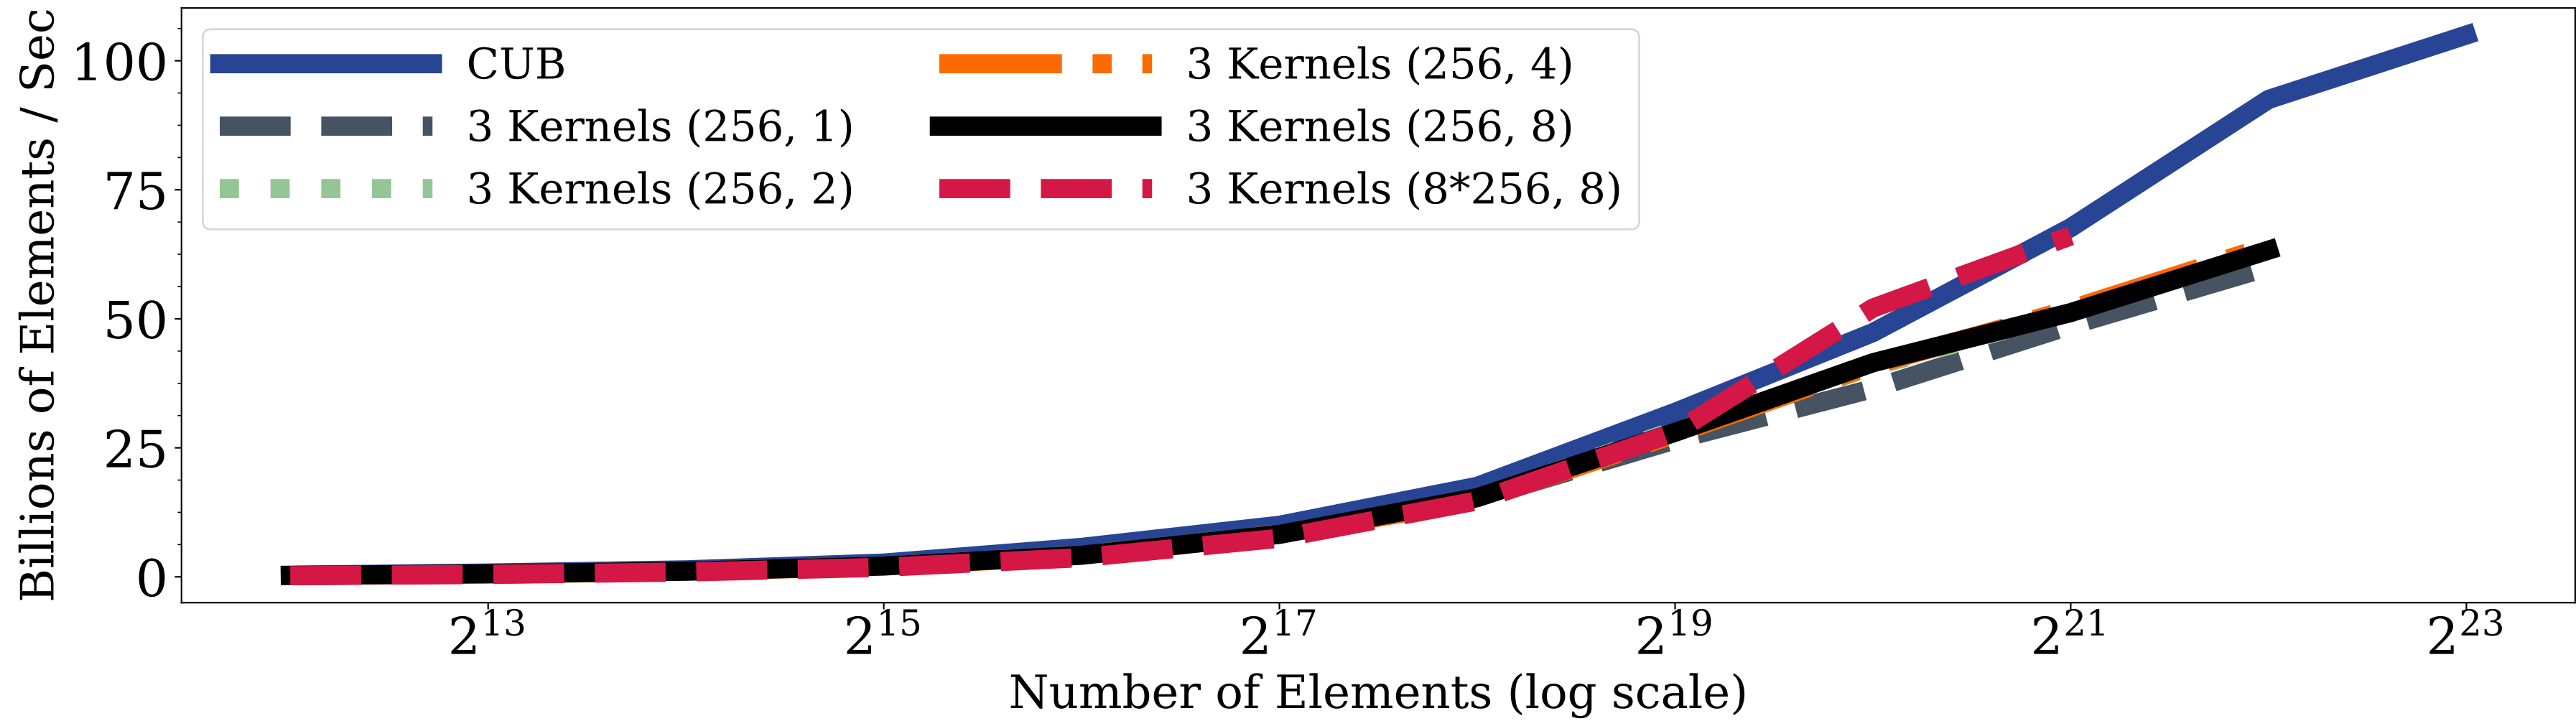 Billions of Elements / Sec
100
75
50
25
0
CUB
3 Kernels (256, 1)
3 Kernels (256, 2)
3 Kernels (256, 4)
3 Kernels (256, 8)
3 Kernels (8*256, 8)
2^13 2^15 2^17 2^19 2^21 2^23
Number of Elements (log scale)